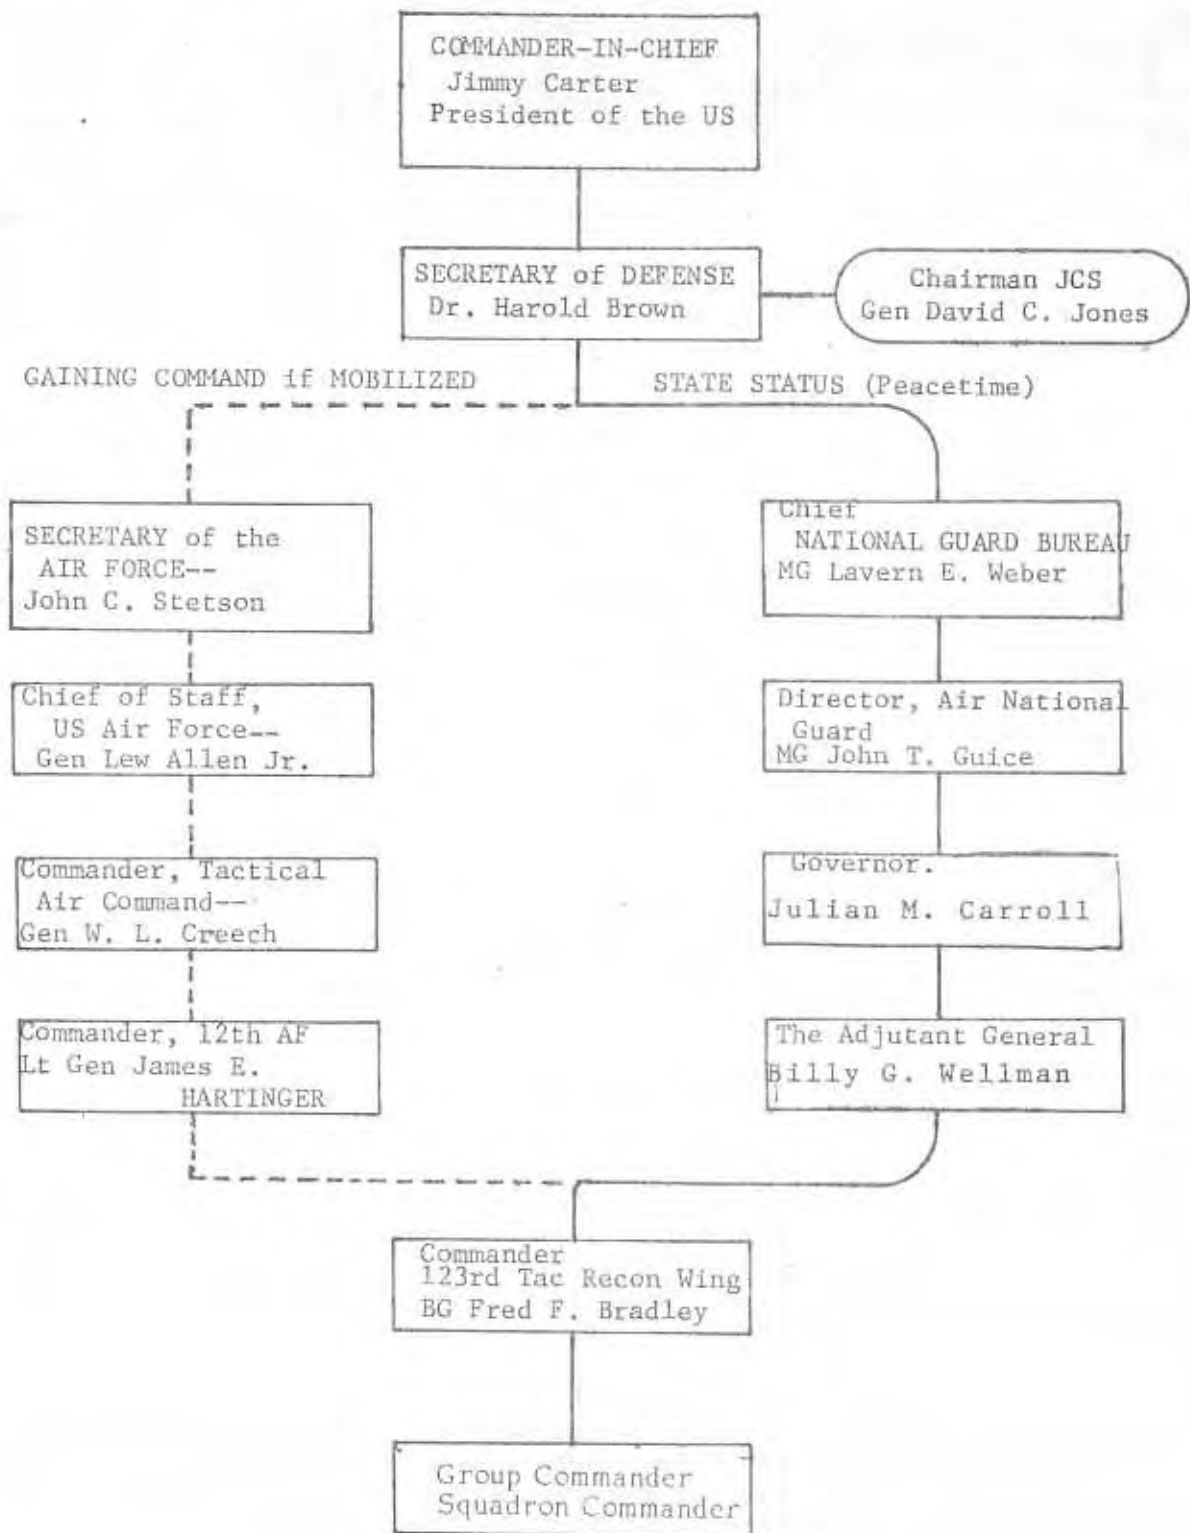 COMMANDER-IN-CHIEF
Jimmy Carter
President of the US
SECRETARY of DEFENSE
Dr. Harold Brown
Chairman JCS
Gen David C. Jones
GAINING COMMAND if MOBILIZED
STATE STATUS (Peacetime)
SECRETARY of the
AIR FORCE--
John C. Stetson
Chief of Staff,
US Air Force--
Gen Lew Allen Jr.
Commander, Tactical
Air Command--
Gen W. L. Creech
Commander, 12th AF
Lt Gen James E.
HARTINGER
Chief
NATIONAL GUARD BUREAU
MG Lavern E. Weber
Director, Air National
Guard
MG John T. Guice
Governor.
Julian M. Carroll
The Adjutant General
Billy G. Wellman
Commander
123rd Tac Recon Wing
BG Fred F. Bradley
Group Commander
Squadron Commander